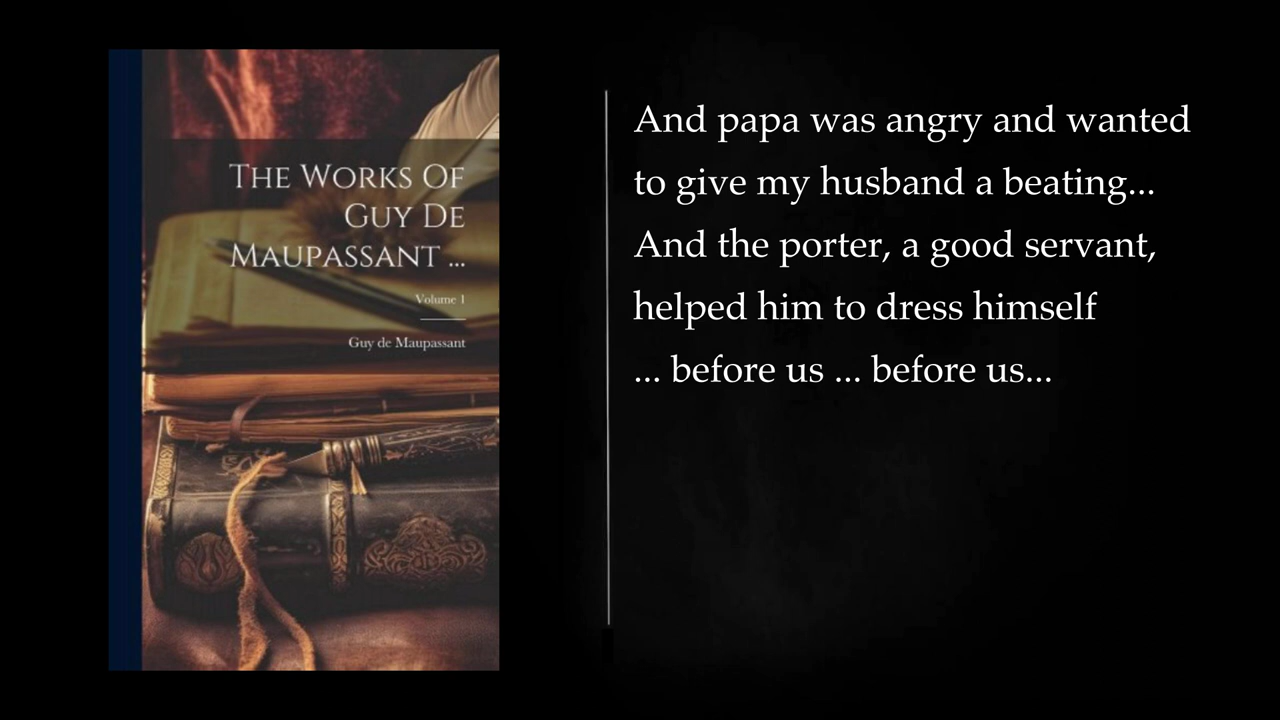 The Works Of
Guy De
Maupassant ...
Volume 1
Guy de Maupassant
And papa was angry and wanted
to give my husband a beating...
And the porter, a good servant,
helped him to dress himself
... before us ... before us...